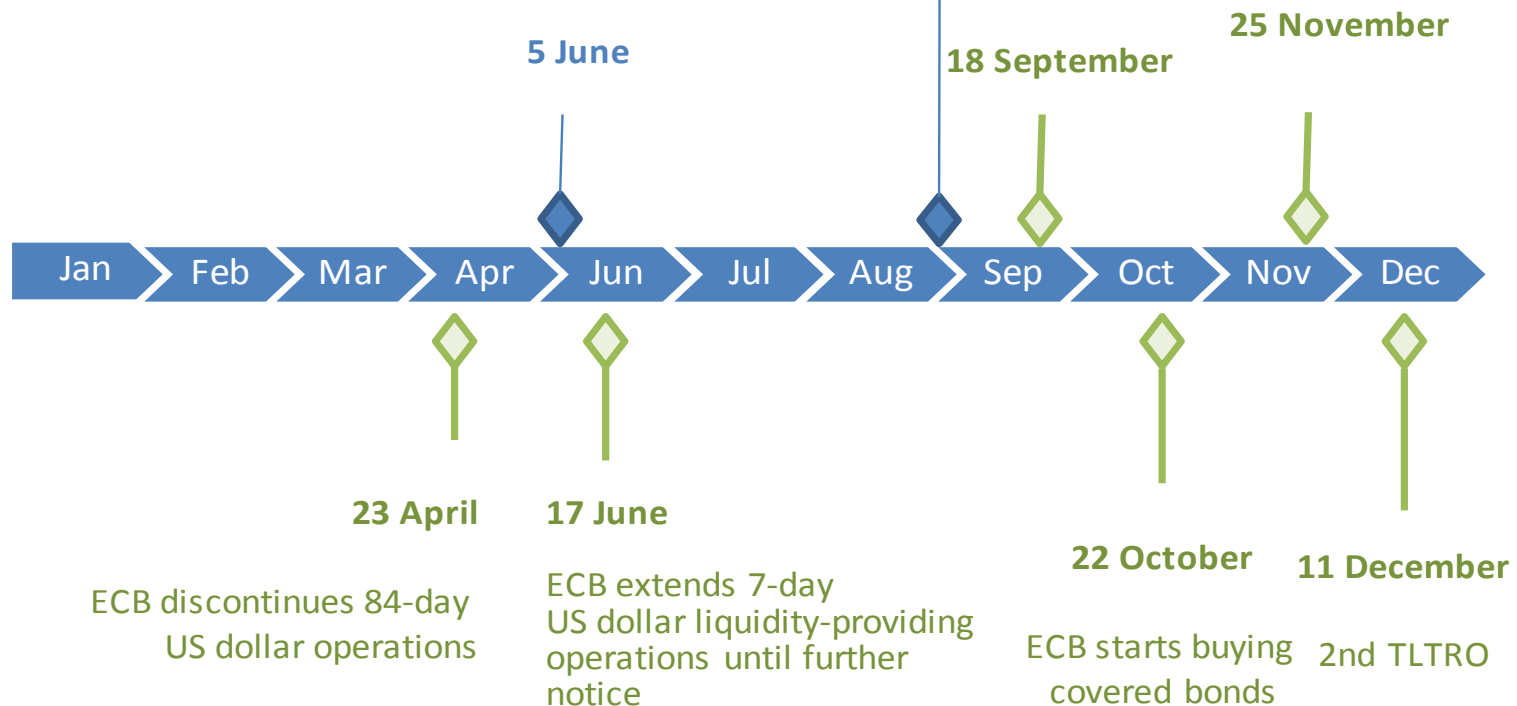 5 June
18 September
25 November
Jan
Feb
Mar
Apr
Jun
Jul
Aug
Sep
Oct
Nov
Dec
23 April
ECB discontinues 84-day
US dollar operations
17 June
ECB extends 7-day
US dollar liquidity-providing
operations until further
notice
22 October
ECB starts buying
covered bonds
11 December
2nd TLTRO